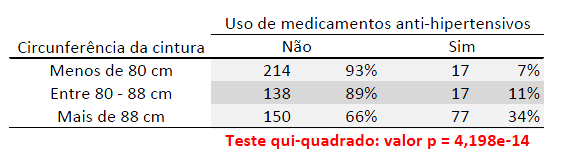 Uso de medicamentos anti-hipertensivos
Circunferência da cintura Não Sim
Menos de 80 cm 214 93% 17 7%
Entre 80 - 88 cm 138 89% 17 11%
Mais de 88 cm 150 66% 77 34%
Teste qui-quadrado: valor p = 4,198e-14